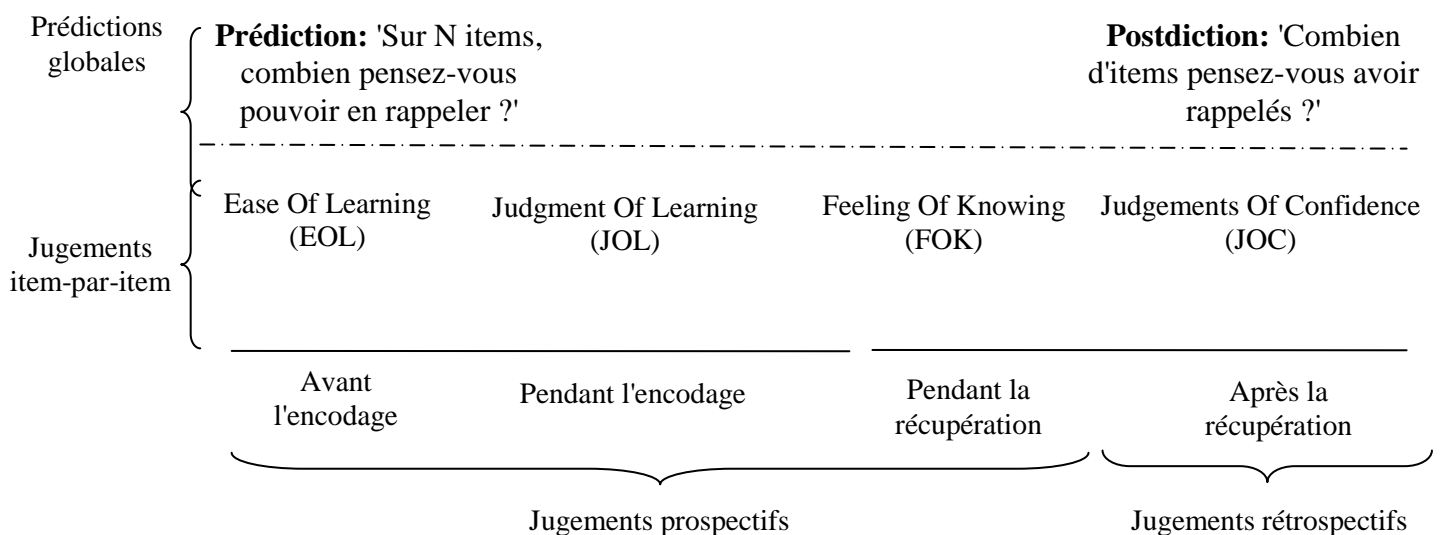 Prédictions
globales
Prédiction: 'Sur N items,
combien pensez-vous
pouvoir en rappeler ?'
Postdiction: 'Combien
d'items pensez-vous avoir
rappelés ?'
Jugements
item-par-item
Ease Of Learning
(EOL)
Judgment Of Learning
(JOL)
Feeling Of Knowing
(FOK)
Judgements Of Confidence
(JOC)
Avant
l'encodage
Pendant l'encodage
Pendant la
récupération
Après la
récupération
Jugements prospectifs
Jugements rétrospectifs